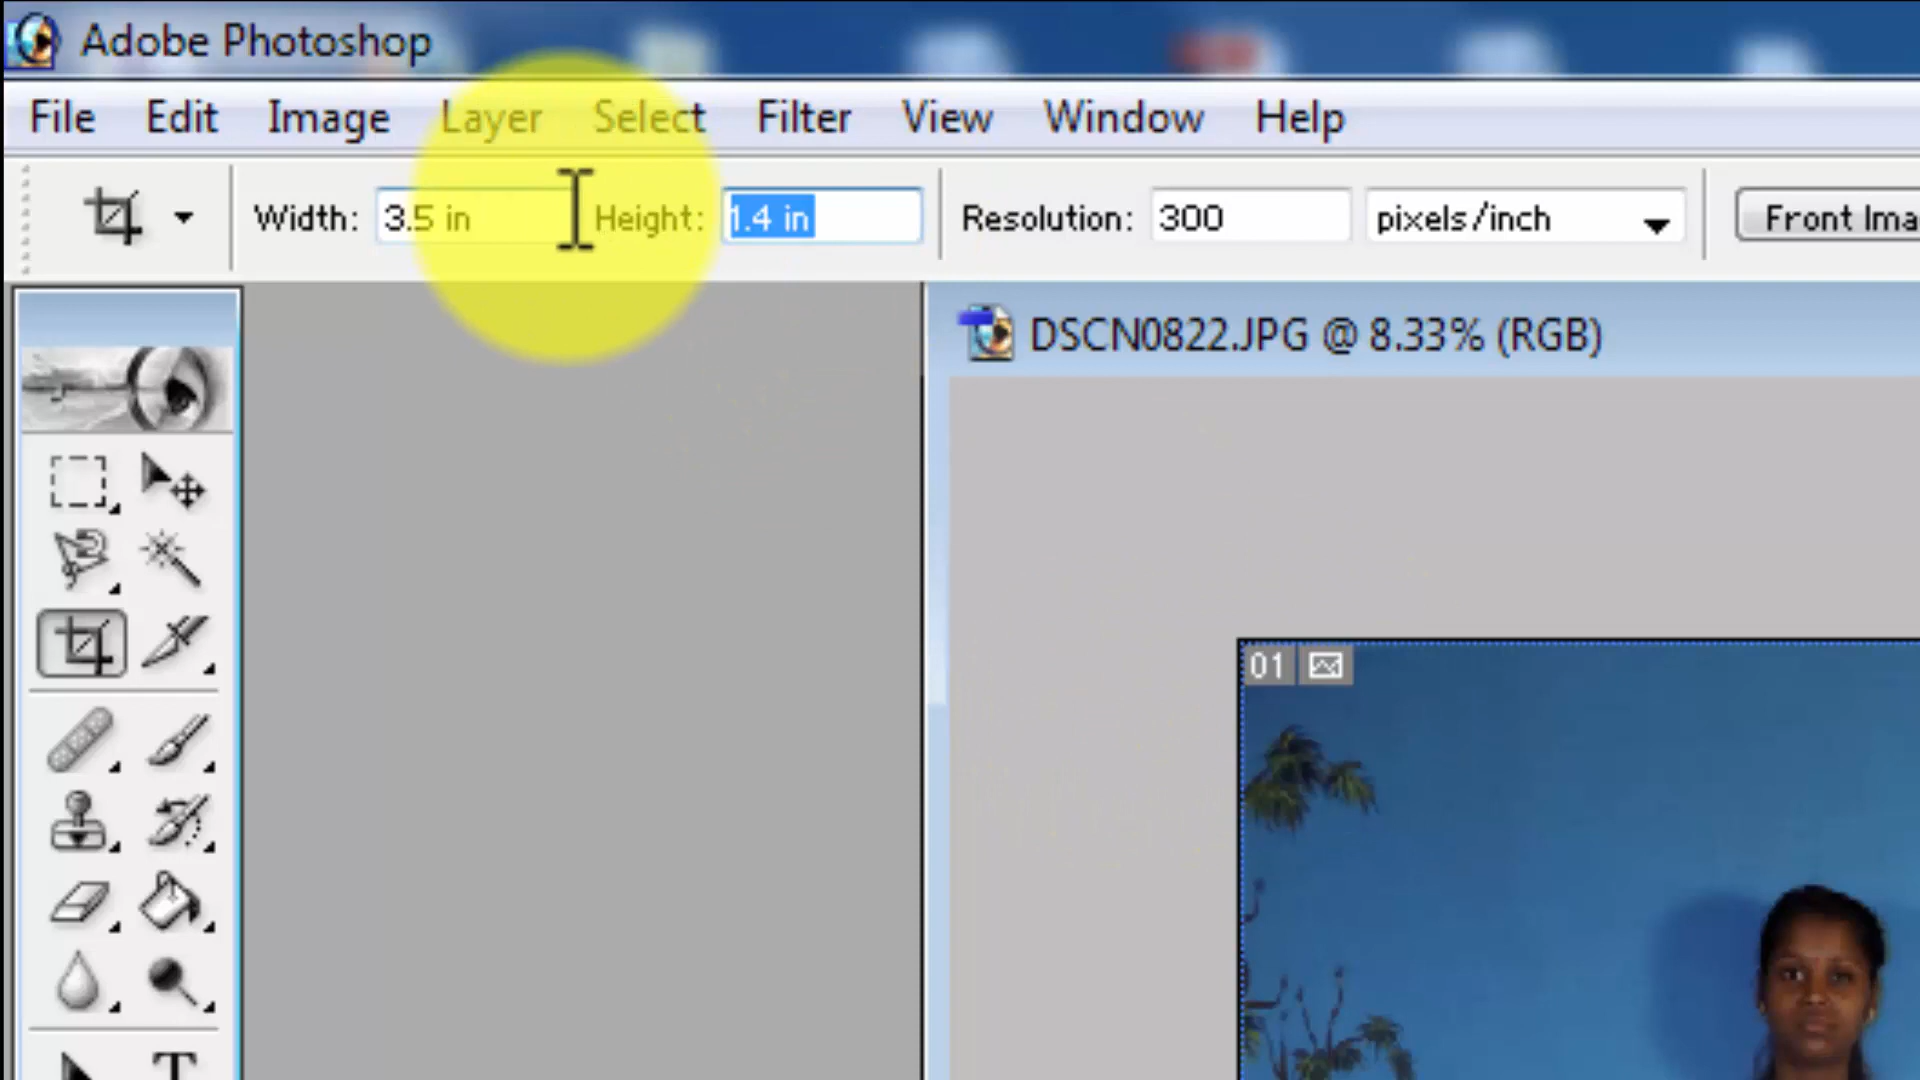 Adobe Photoshop
File Edit Image Layer Select Filter View Window Help
Width: 3.5 in Height: 1.4 in Resolution: 300 pixels/inch Front Ima
DSCN0822.JPG @ 8.33% (RGB)
01
T